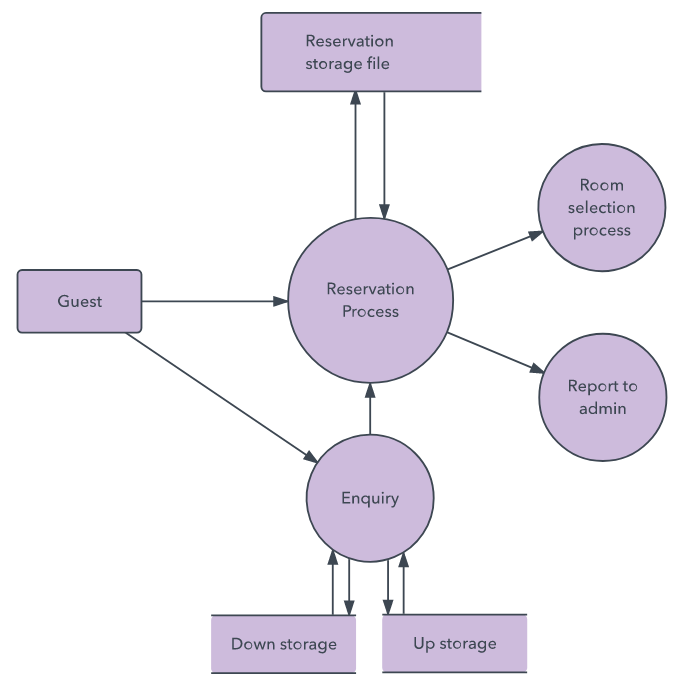 Reservation
storage file
Room
selection
process
Reservation
Process
Guest
Report to
admin
Enquiry
Down storage
Up storage